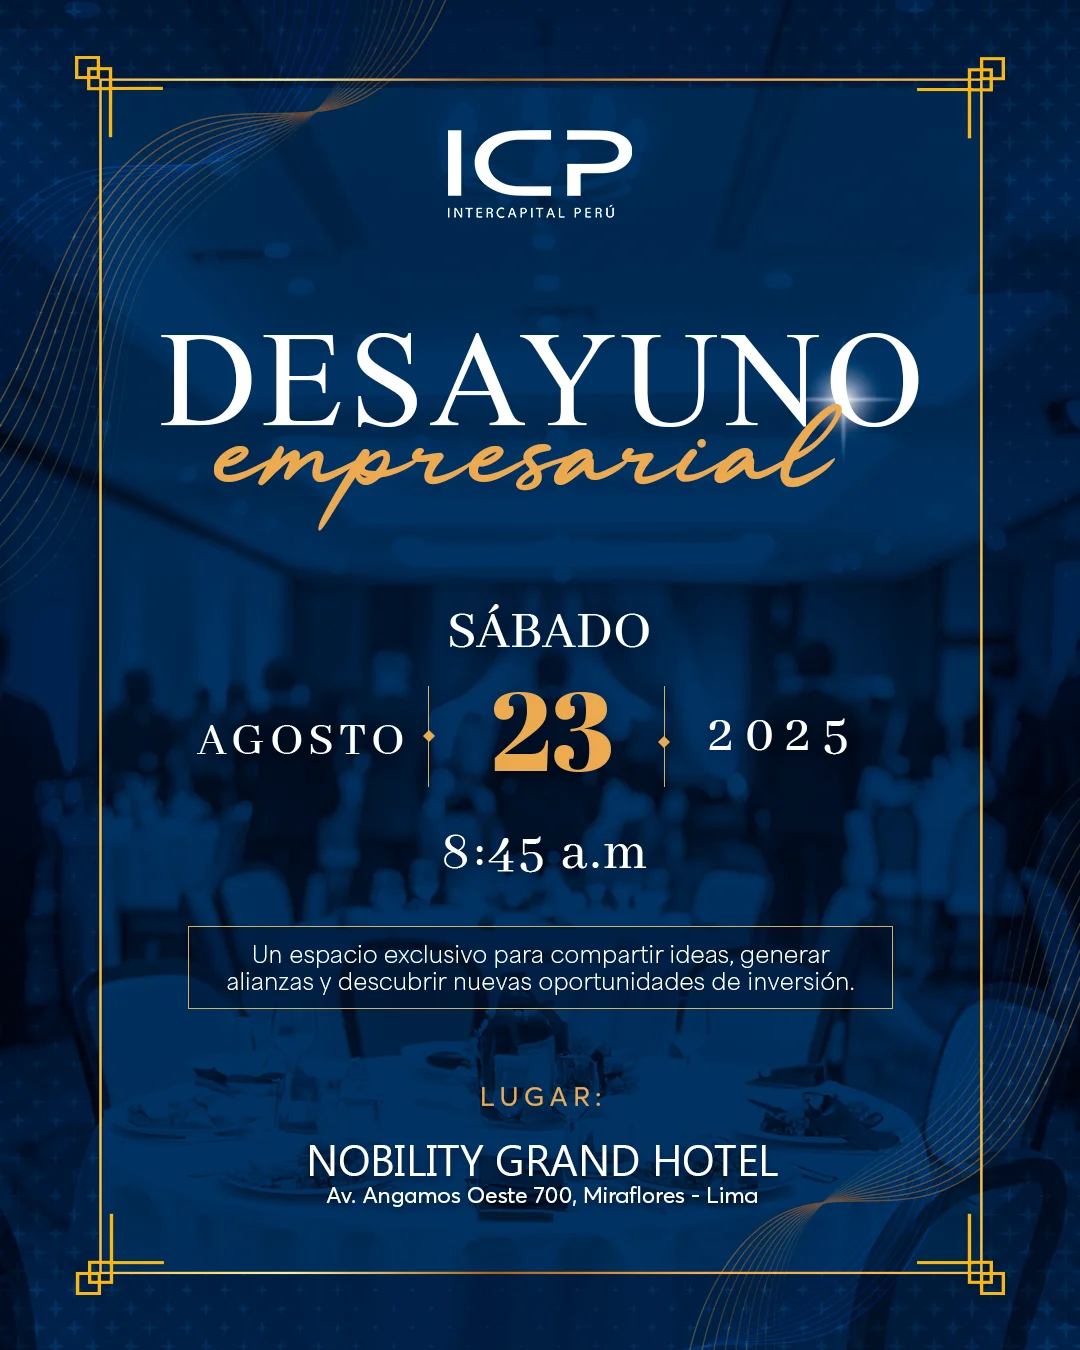 ICP
INTERCAPITAL PERÚ
DESAYUNO
empresarial
SÁBADO
AGOSTO 23 2025
8:45 a.m
Un espacio exclusivo para compartir ideas, generar
alianzas y descubrir nuevas oportunidades de inversión.
LUGAR:
NOBILITY GRAND HOTEL
Av. Angamos Oeste 700, Miraflores - Lima